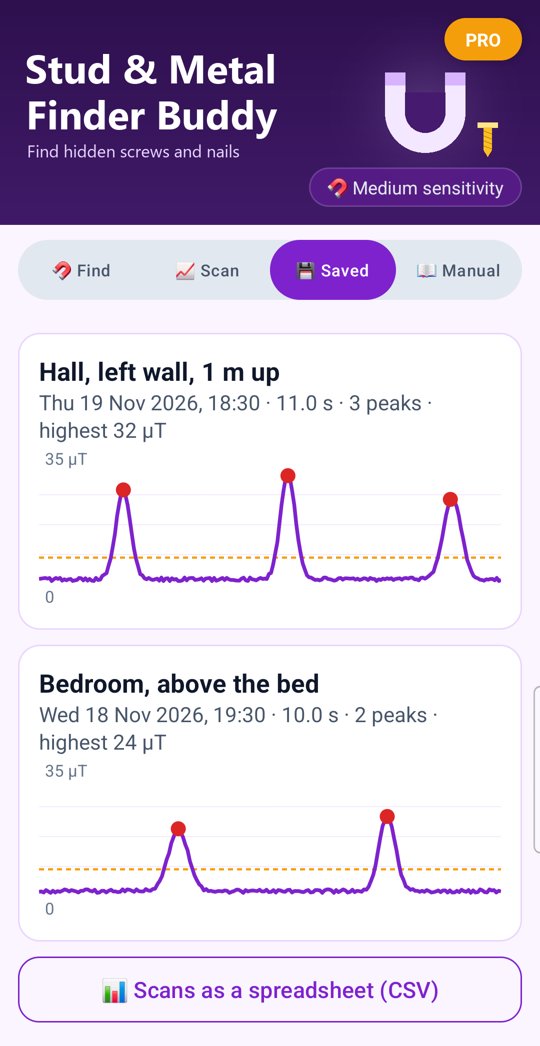 PRO
Stud & Metal
Finder Buddy
Find hidden screws and nails
Medium sensitivity
Find
Scan
Saved
Manual
Hall, left wall, 1 m up
Thu 19 Nov 2026, 18:30 · 11.0 s · 3 peaks ·
highest 32 µT
35 µT
0
Bedroom, above the bed
Wed 18 Nov 2026, 19:30 · 10.0 s · 2 peaks ·
highest 24 µT
35 µT
0
Scans as a spreadsheet (CSV)